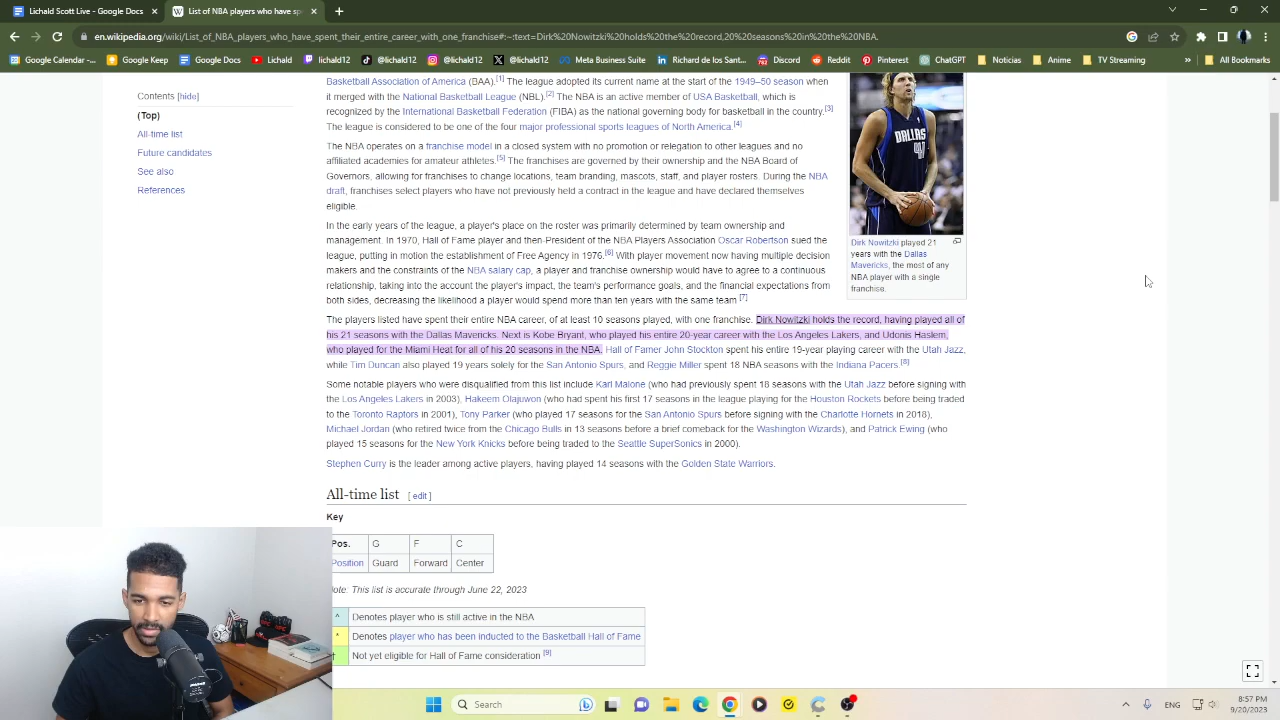 Lichald Scott Live - Google Docs
List of NBA players who have sp
en.wikipedia.org/wiki/List_of_NBA_players_who_have_spent_their_entire_career_with_one_franchise#:~:text=Dirk%20Nowitzki%20holds%20the%20record,20%20seasons%20in%20the%20NBA.
Google Calendar -... Google Keep Google Docs Lichald lichald12 @lichald12 @lichald12 @lichald12 Meta Business Suite Richard de los Sant... Discord Reddit Pinterest ChatGPT Noticias Anime TV Streaming » All Bookmarks
Contents [hide]
(Top)
All-time list
Future candidates
See also
References
Basketball Association of America (BAA).[1] The league adopted its current name at the start of the 1949–50 season when
it merged with the National Basketball League (NBL).[2] The NBA is an active member of USA Basketball, which is
recognized by the International Basketball Federation (FIBA) as the national governing body for basketball in the country.[3]
The league is considered to be one of the four major professional sports leagues of North America.[4]
The NBA operates on a franchise model in a closed system with no promotion or relegation to other leagues and no
affiliated academies for amateur athletes.[5] The franchises are governed by their ownership and the NBA Board of
Governors, allowing for franchises to change locations, team branding, mascots, staff, and player rosters. During the NBA
draft, franchises select players who have not previously held a contract in the league and have declared themselves
eligible.
In the early years of the league, a player's place on the roster was primarily determined by team ownership and
management. In 1970, Hall of Fame player and then-President of the NBA Players Association Oscar Robertson sued the
league, putting in motion the establishment of Free Agency in 1976.[6] With player movement now having multiple decision
makers and the constraints of the NBA salary cap, a player and franchise ownership would have to agree to a continuous
relationship, taking into the account the player's impact, the team's performance goals, and the financial expectations from
both sides, decreasing the likelihood a player would spend more than ten years with the same team.[7]
DALLAS
41
Dirk Nowitzki played 21
years with the Dallas
Mavericks, the most of any
NBA player with a single
franchise.
The players listed have spent their entire NBA career, of at least 10 seasons played, with one franchise. Dirk Nowitzki holds the record, having played all of
his 21 seasons with the Dallas Mavericks. Next is Kobe Bryant, who played his entire 20-year career with the Los Angeles Lakers, and Udonis Haslem,
who played for the Miami Heat for all of his 20 seasons in the NBA. Hall of Famer John Stockton spent his entire 19-year playing career with the Utah Jazz,
while Tim Duncan also played 19 years solely for the San Antonio Spurs, and Reggie Miller spent 18 NBA seasons with the Indiana Pacers.[8]
Some notable players who were disqualified from this list include Karl Malone (who had previously spent 18 seasons with the Utah Jazz before signing with
the Los Angeles Lakers in 2003), Hakeem Olajuwon (who had spent his first 17 seasons in the league playing for the Houston Rockets before being traded
to the Toronto Raptors in 2001), Tony Parker (who played 17 seasons for the San Antonio Spurs before signing with the Charlotte Hornets in 2018),
Michael Jordan (who retired twice from the Chicago Bulls in 13 seasons before a brief comeback for the Washington Wizards), and Patrick Ewing (who
played 15 seasons for the New York Knicks before being traded to the Seattle SuperSonics in 2000).
Stephen Curry is the leader among active players, having played 14 seasons with the Golden State Warriors.
All-time list [ edit ]
Key
Pos. G F C
Position Guard Forward Center
ote. This list is accurate through June 22, 2023
^ Denotes player who is still active in the NBA
* Denotes player who has been inducted to the Basketball Hall of Fame
† Not yet eligible for Hall of Fame consideration [9]
Search
ENG
8:57 PM
9/20/2023